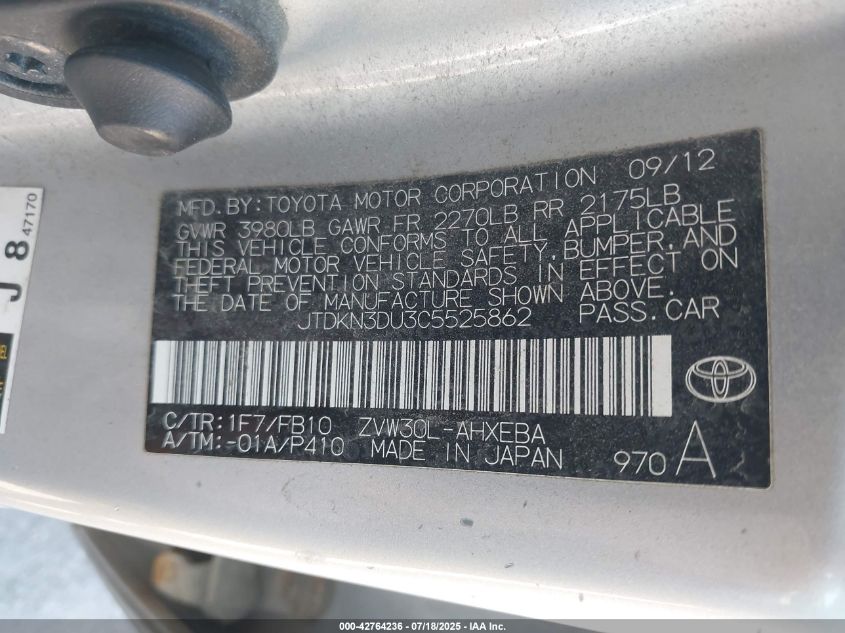 MFD. BY: TOYOTA MOTOR CORPORATION 09/12
GVWR 3980LB GAWR FR 2270LB RR 2175LB
THIS VEHICLE CONFORMS TO ALL APPLICABLE
FEDERAL MOTOR VEHICLE SAFETY, BUMPER, AND
THEFT PREVENTION STANDARDS IN EFFECT ON
THE DATE OF MANUFACTURE SHOWN ABOVE.
JTDKN3DU3C5525862 PASS. CAR
C/TR: 1F7/FB10 ZVW30L-AHXEBA
A/TM: -01A/P410 MADE IN JAPAN 970 A
J 8 47170
000-42764236 - 07/18/2025 - IAA Inc.